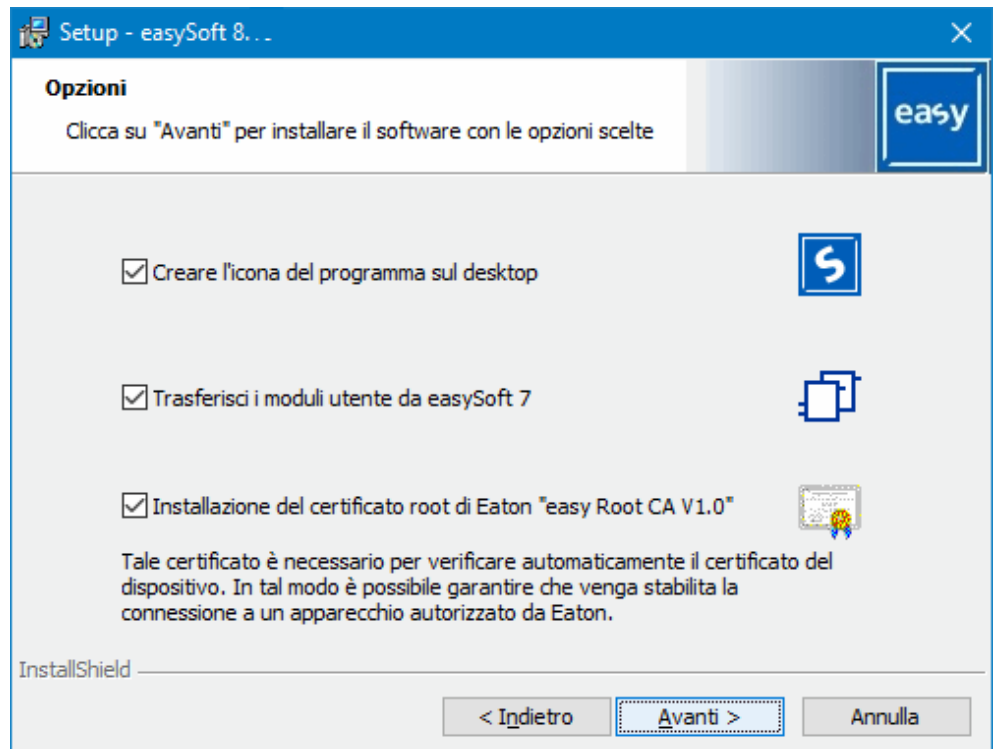 Setup - easySoft 8. . _
Opzioni
Clicca su "Avanti" per installare il software con le opzioni scelte
easy
Creare l'icona del programma sul desktop
S
Trasferisci i moduli utente da easySoft 7
Installazione del certificato root di Eaton "easy Root CA V1.0"
Tale certificato è necessario per verificare automaticamente il certificato del
dispositivo. In tal modo è possibile garantire che venga stabilita la
connessione a un apparecchio autorizzato da Eaton.
InstallShield
< Indietro
Avanti >
Annulla